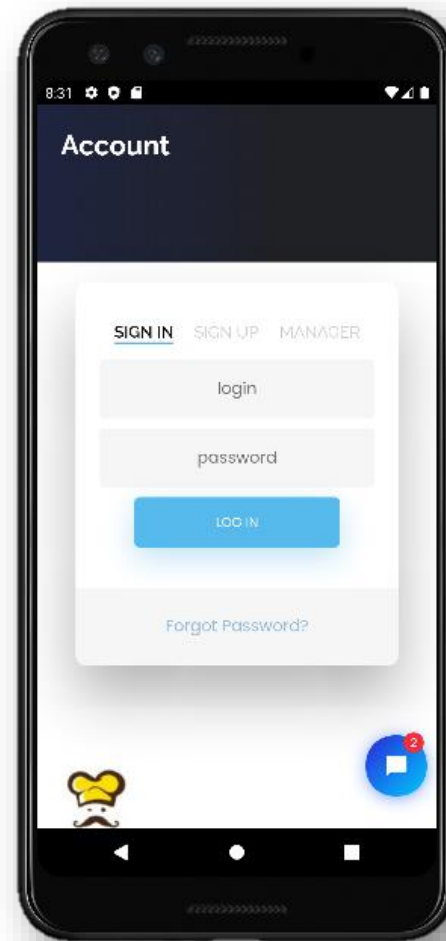 8:31
Account
SIGN IN SIGN UP MANAGER
login
password
LOG IN
Forgot Password?
2